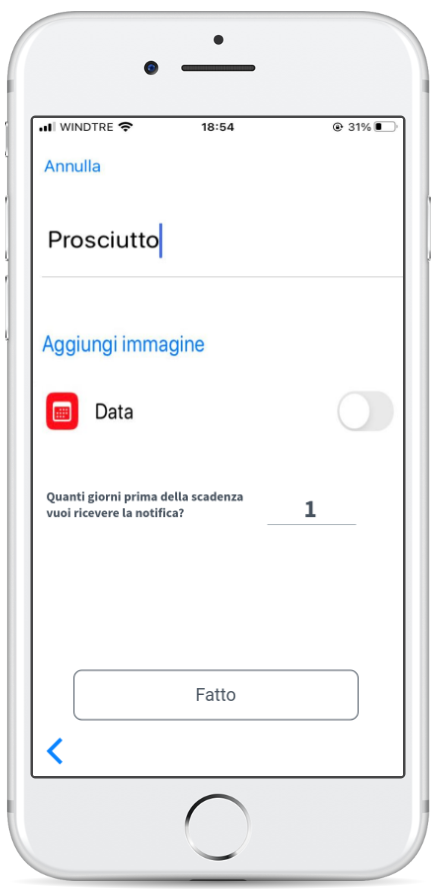 WINDTRE 18:54 31%
Annulla
Prosciutto
Aggiungi immagine
Data
Quanti giorni prima della scadenza
vuoi ricevere la notifica?
1
Fatto